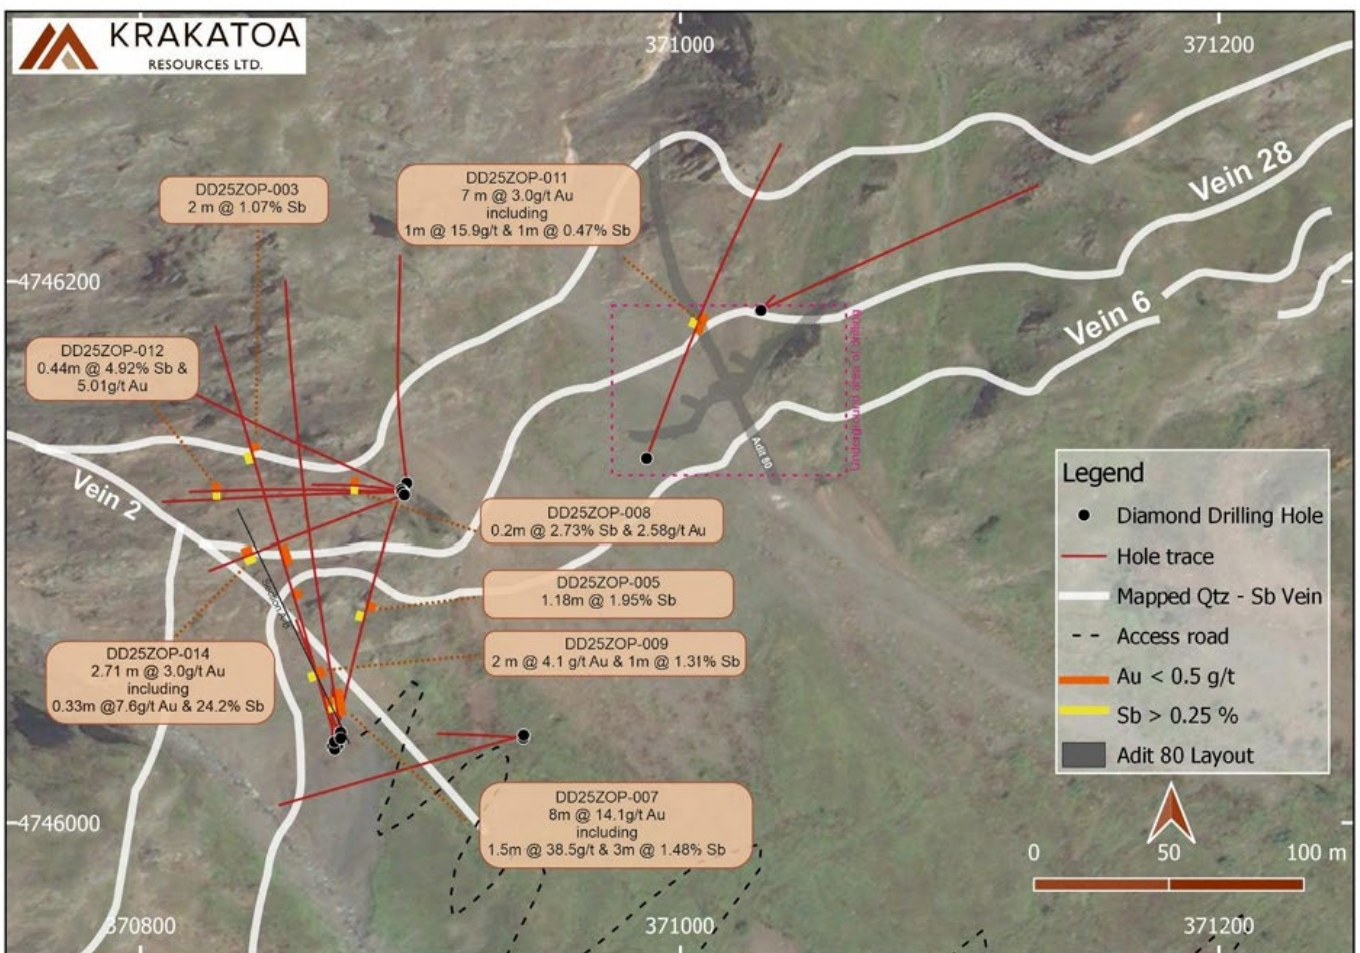 KRAKATOA
RESOURCES LTD.
371000
371200
DD25ZOP-003
2 m @ 1.07% Sb
DD25ZOP-011
7 m @ 3.0g/t Au
including
1m @ 15.9g/t & 1m @ 0.47% Sb
Vein 28
4746200
Vein 6
DD25ZOP-012
0.44m @ 4.92% Sb &
5.01g/t Au
Underground area of drilling
Adit 80
Vein 2
DD25ZOP-008
0.2m @ 2.73% Sb & 2.58g/t Au
DD25ZOP-005
1.18m @ 1.95% Sb
DD25ZOP-009
2 m @ 4.1 g/t Au & 1m @ 1.31% Sb
DD25ZOP-014
2.71 m @ 3.0g/t Au
including
0.33m @7.6g/t Au & 24.2% Sb
DD25ZOP-007
8m @ 14.1g/t Au
including
1.5m @ 38.5g/t & 3m @ 1.48% Sb
Legend
Diamond Drilling Hole
Hole trace
Mapped Qtz - Sb Vein
Access road
Au < 0.5 g/t
Sb > 0.25 %
Adit 80 Layout
4746000
0 50 100 m
370800
371000
371200